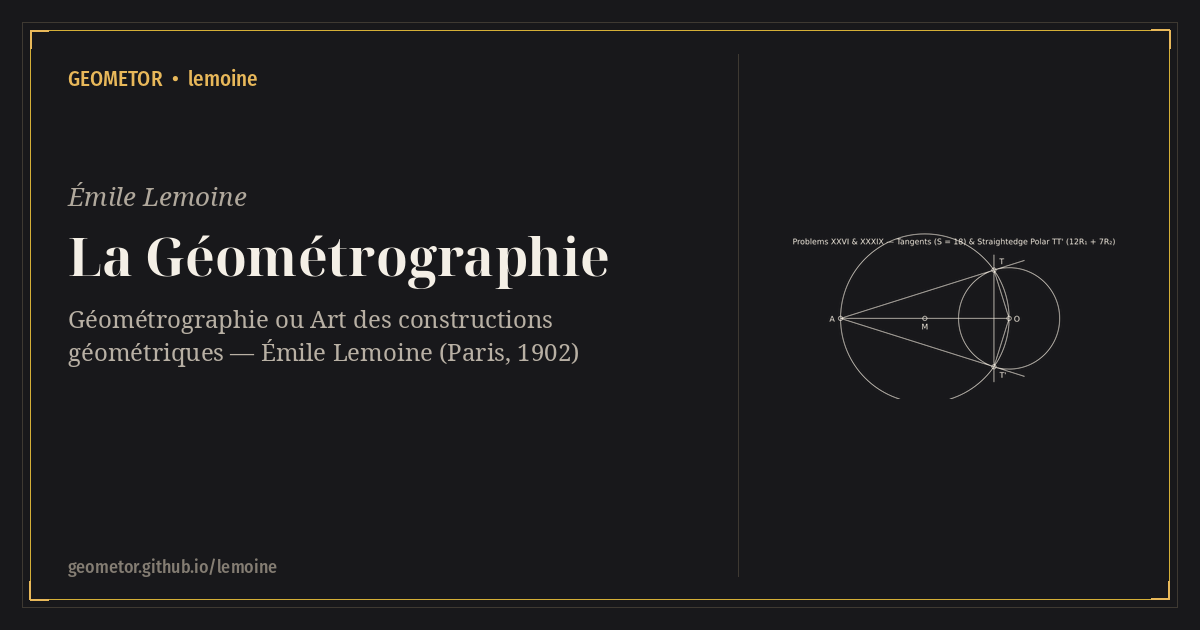 GEOMETOR • lemoine
Émile Lemoine
La Géométrographie
Géométrographie ou Art des constructions
géométriques — Émile Lemoine (Paris, 1902)
geometor.github.io/lemoine
Problems XXVI & XXXIX — Tangents (S = 18) & Straightedge Polar TT' (12R₁ + 7R₂)
T
A
M
O
T'